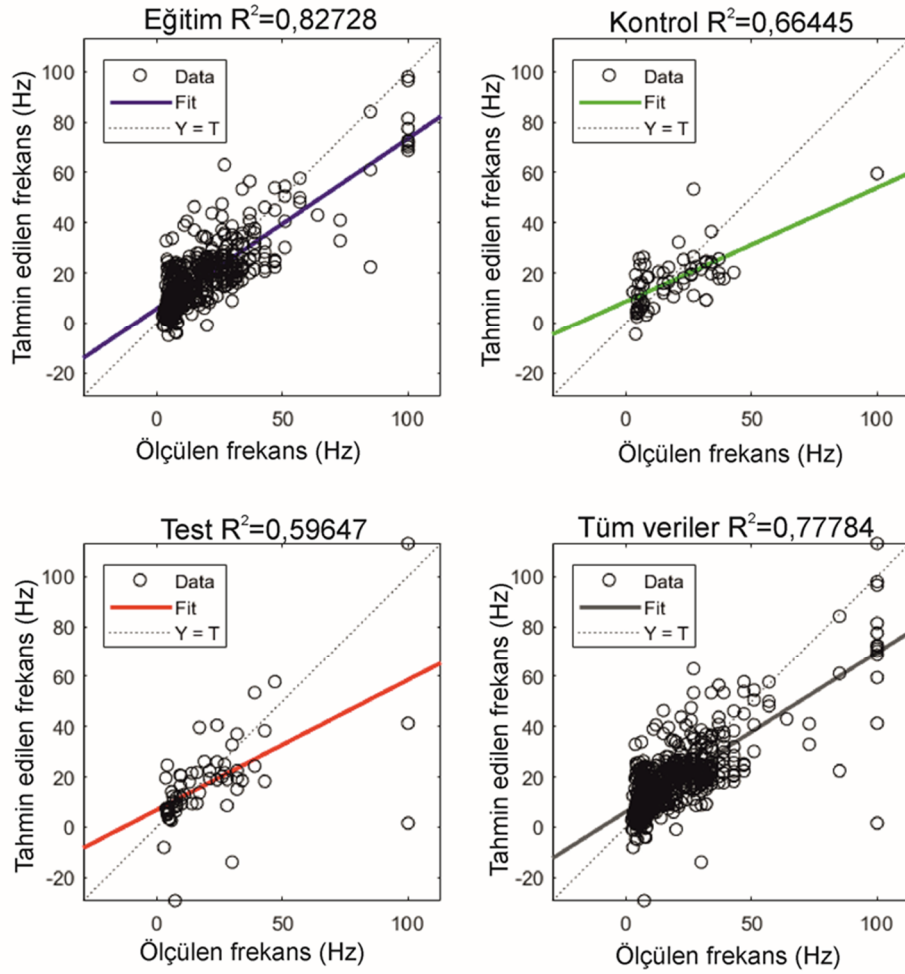 Eğitim R²=0,82728
Tahmin edilen frekans (Hz)
100
80
60
40
20
0
-20
Data
Fit
Y = T
0 50 100
Ölçülen frekans (Hz)
Kontrol R²=0,66445
Tahmin edilen frekans (Hz)
100
80
60
40
20
0
-20
Data
Fit
Y = T
0 50 100
Ölçülen frekans (Hz)
Test R²=0,59647
Tahmin edilen frekans (Hz)
100
80
60
40
20
0
-20
Data
Fit
Y = T
0 50 100
Ölçülen frekans (Hz)
Tüm veriler R²=0,77784
Tahmin edilen frekans (Hz)
100
80
60
40
20
0
-20
Data
Fit
Y = T
0 50 100
Ölçülen frekans (Hz)